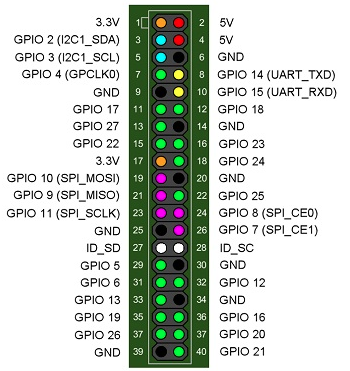 3.3V 1 2 5V
GPIO 2 (I2C1_SDA) 3 4 5V
GPIO 3 (I2C1_SCL) 5 6 GND
GPIO 4 (GPCLK0) 7 8 GPIO 14 (UART_TXD)
GND 9 10 GPIO 15 (UART_RXD)
GPIO 17 11 12 GPIO 18
GPIO 27 13 14 GND
GPIO 22 15 16 GPIO 23
3.3V 17 18 GPIO 24
GPIO 10 (SPI_MOSI) 19 20 GND
GPIO 9 (SPI_MISO) 21 22 GPIO 25
GPIO 11 (SPI_SCLK) 23 24 GPIO 8 (SPI_CE0)
GND 25 26 GPIO 7 (SPI_CE1)
ID_SD 27 28 ID_SC
GPIO 5 29 30 GND
GPIO 6 31 32 GPIO 12
GPIO 13 33 34 GND
GPIO 19 35 36 GPIO 16
GPIO 26 37 37 GPIO 20
GND 39 40 GPIO 21